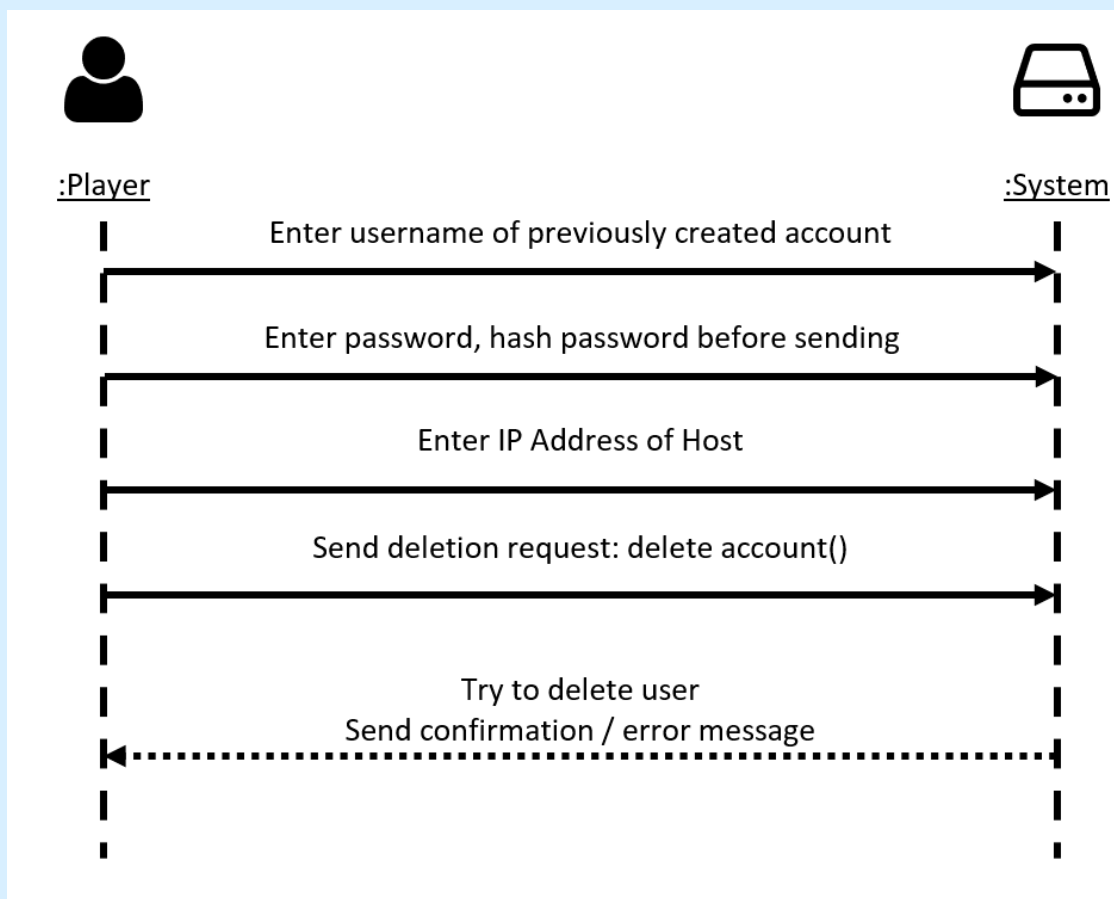 :Player
:System
Enter username of previously created account
Enter password, hash password before sending
Enter IP Address of Host
Send deletion request: delete account()
Try to delete user
Send confirmation / error message